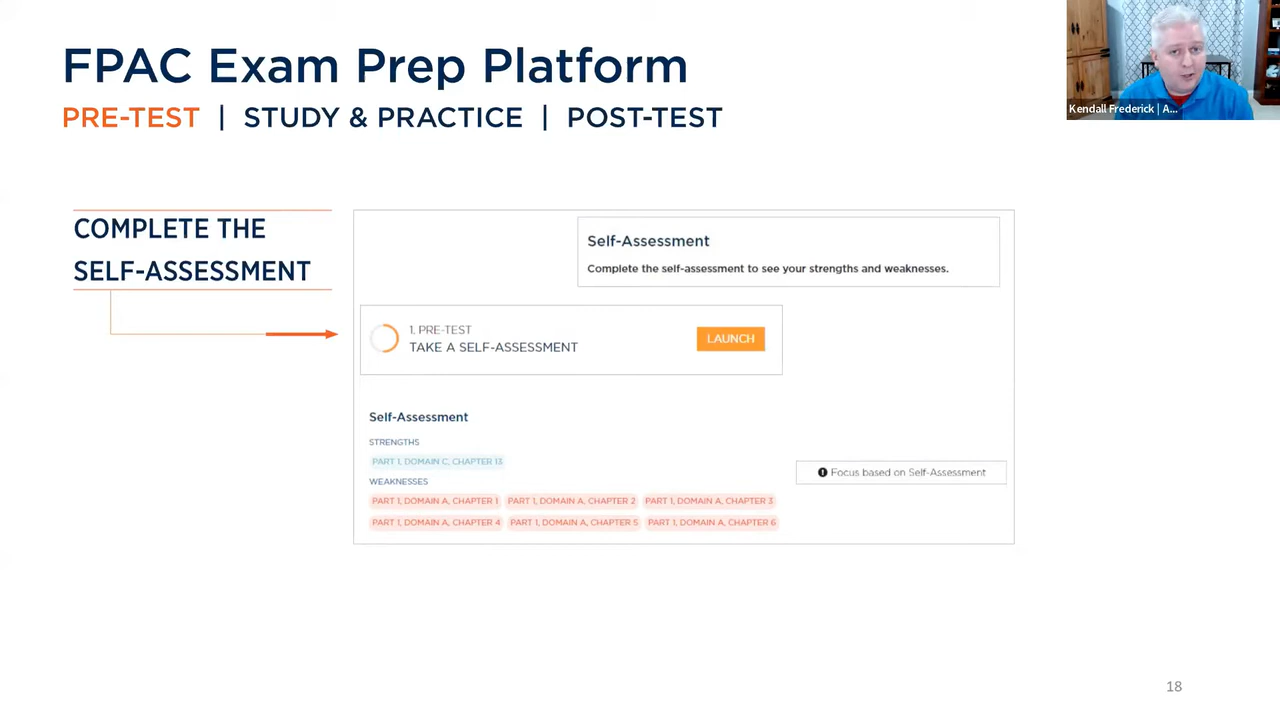 FPAC Exam Prep Platform
PRE-TEST | STUDY & PRACTICE | POST-TEST
Kendall Frederick | A...
COMPLETE THE
SELF-ASSESSMENT
Self-Assessment
Complete the self-assessment to see your strengths and weaknesses.
1. PRE-TEST
TAKE A SELF-ASSESSMENT
LAUNCH
Self-Assessment
STRENGTHS
PART 1, DOMAIN C, CHAPTER 13
WEAKNESSES
Focus based on Self-Assessment
PART 1, DOMAIN A, CHAPTER 1 PART 1, DOMAIN A, CHAPTER 2 PART 1, DOMAIN A, CHAPTER 3
PART 1, DOMAIN A, CHAPTER 4 PART 1, DOMAIN A, CHAPTER 5 PART 1, DOMAIN A, CHAPTER 6
18